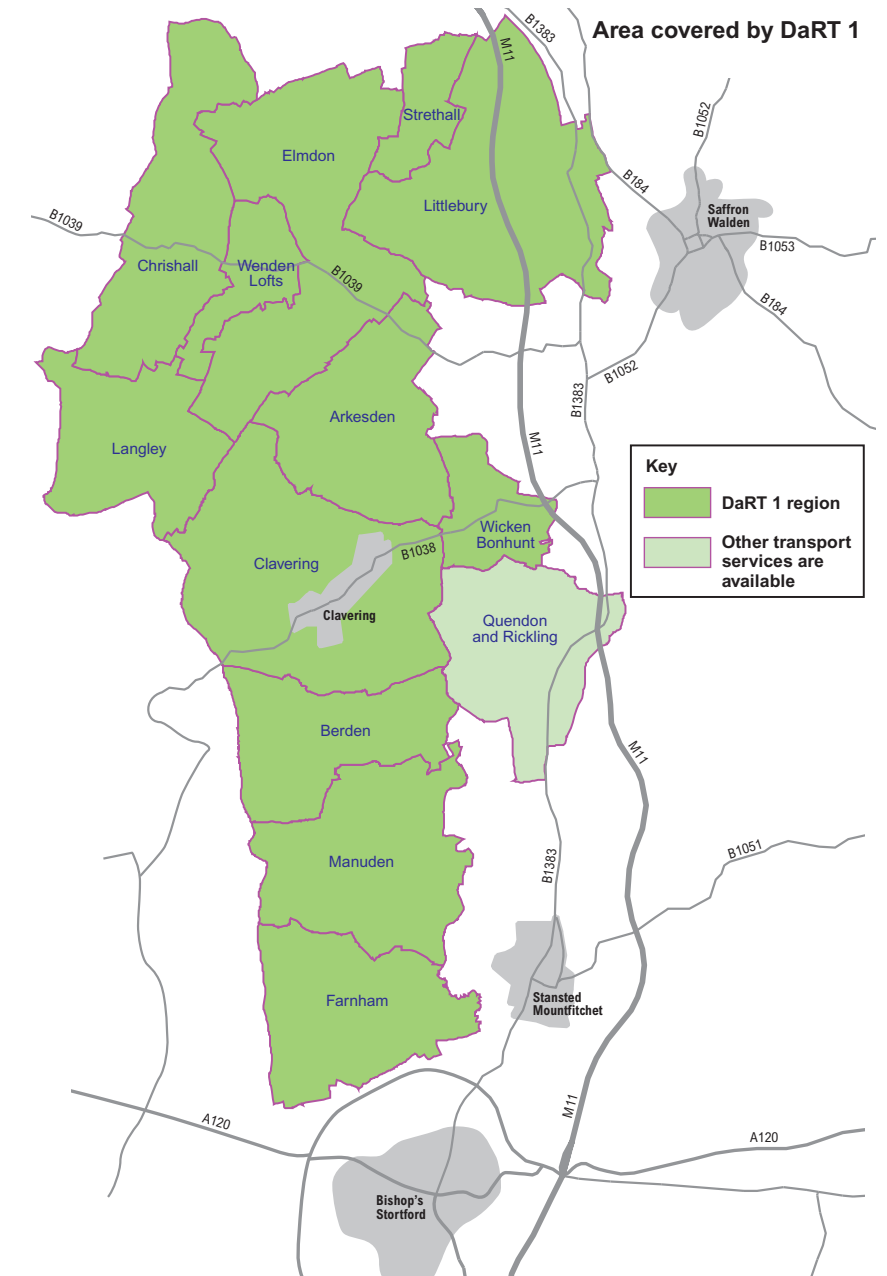 Area covered by DaRT 1
B1383
M11
B1052
Strethall
Elmdon
B184
Littlebury
Saffron
Walden
B1039
B1053
Chrishall
Wenden
Lofts
B1039
B184
B1052
B1383
Arkesden
M11
Langley
Key
DaRT 1 region
Other transport
services are
available
Wicken
Bonhunt
B1038
Clavering
Clavering
Quendon
and Rickling
Berden
M11
Manuden
B1051
B1383
Farnham
Stansted
Mountfitchet
M11
A120
A120
Bishop's
Stortford